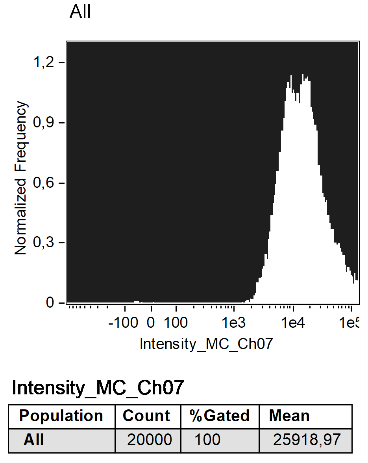 All
1,2
0,9
0,6
0,3
0
Normalized Frequency
-100 0 100 1e3 1e4 1e5
Intensity_MC_Ch07
Intensity_MC_Ch07
Population Count %Gated Mean
All 20000 100 25918,97